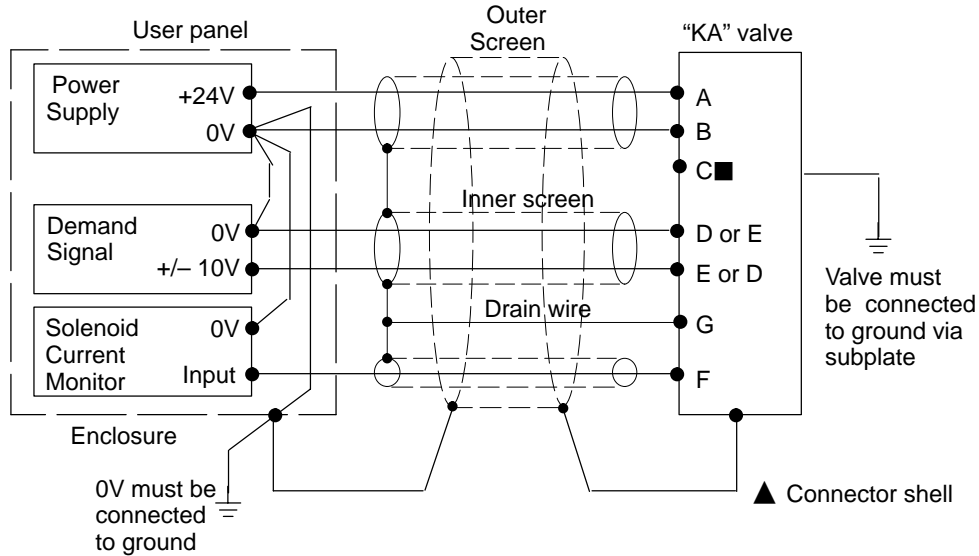 User panel
Outer
Screen
“KA” valve
Power
Supply
+24V
0V
A
B
C■
Inner screen
Demand
Signal
0V
+/– 10V
D or E
E or D
Drain wire
G
Solenoid
Current
Monitor
0V
Input
F
Valve must
be connected
to ground via
subplate
Enclosure
0V must be
connected
to ground
▲ Connector shell